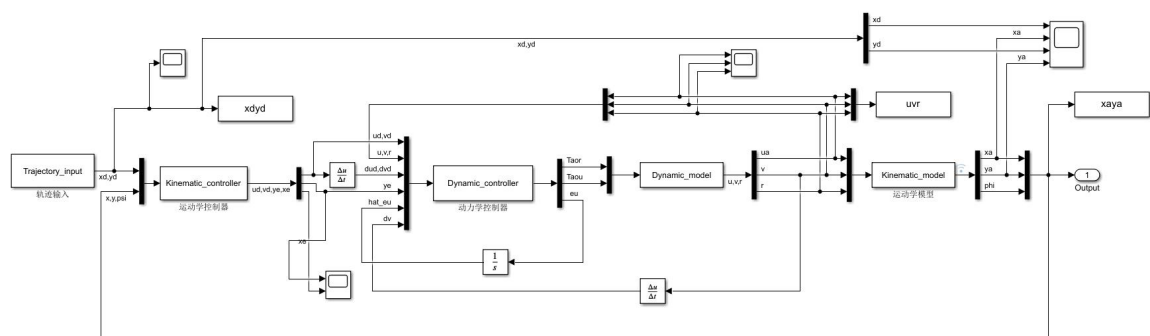 xd
xa
yd
ya
xd,yd
xdyd
uvr
xaya
Trajectory_input
xd,yd
轨迹输入
x,y,psi
Kinematic_controller
运动学控制器
ud,vd,ye,xe
ud,vd
u,v,r
dud,dvd
ye
hat_eu
dv
Δu
Δt
xe
Dynamic_controller
动力学控制器
Taor
Taou
eu
1
s
Dynamic_model
u,v,r
ua
v
r
Δu
Δt
Kinematic_model
运动学模型
xa
ya
phi
1
Output